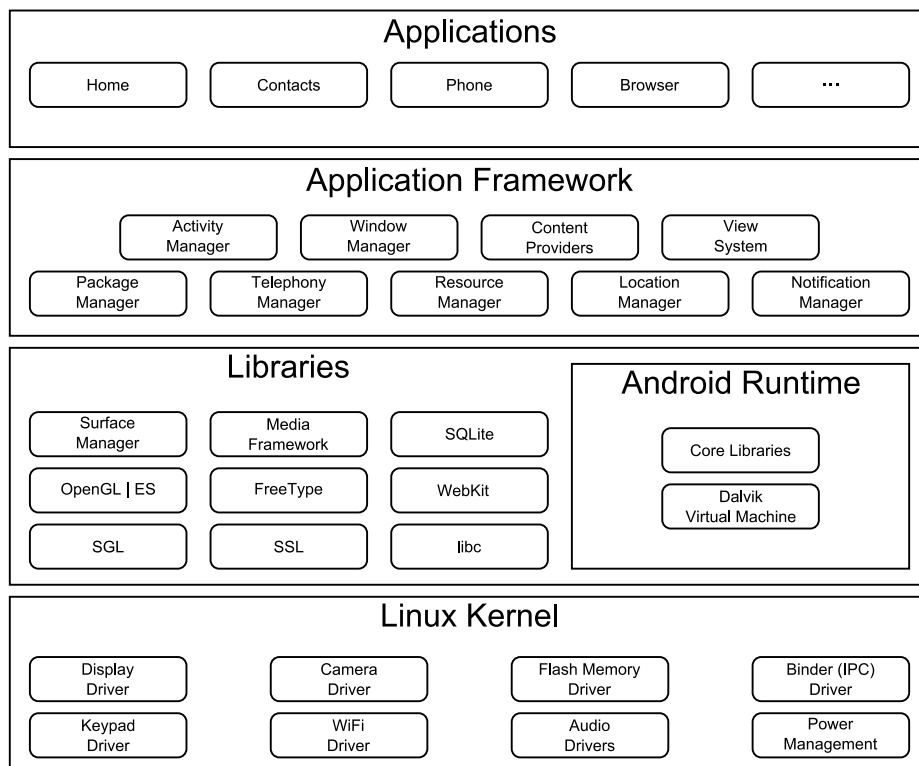 Applications
Home
Contacts
Phone
Browser
...
Application Framework
Activity
Manager
Window
Manager
Content
Providers
View
System
Package
Manager
Telephony
Manager
Resource
Manager
Location
Manager
Notification
Manager
Libraries
Surface
Manager
Media
Framework
SQLite
OpenGL | ES
FreeType
WebKit
SGL
SSL
libc
Android Runtime
Core Libraries
Dalvik
Virtual Machine
Linux Kernel
Display
Driver
Camera
Driver
Flash Memory
Driver
Binder (IPC)
Driver
Keypad
Driver
WiFi
Driver
Audio
Drivers
Power
Management